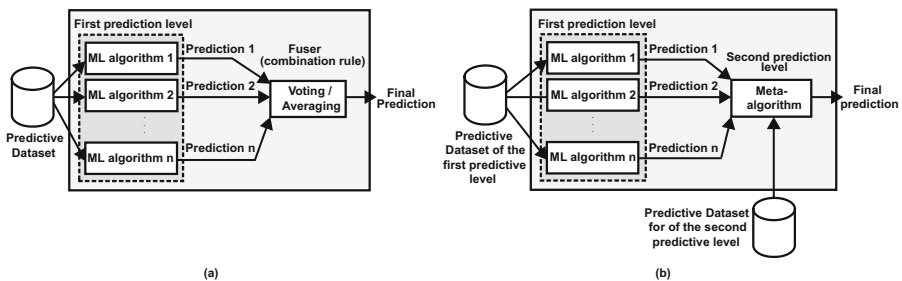 First prediction level
ML algorithm 1
ML algorithm 2
ML algorithm n
Prediction 1
Prediction 2
Prediction n
Fuser
(combination rule)
Voting /
Averaging
Final
Prediction
Predictive
Dataset
(a)
First prediction level
ML algorithm 1
ML algorithm 2
ML algorithm n
Prediction 1
Prediction 2
Prediction n
Second prediction
level
Meta-
algorithm
Final
prediction
Predictive
Dataset of the
first predictive
level
Predictive Dataset
for of the second
predictive level
(b)